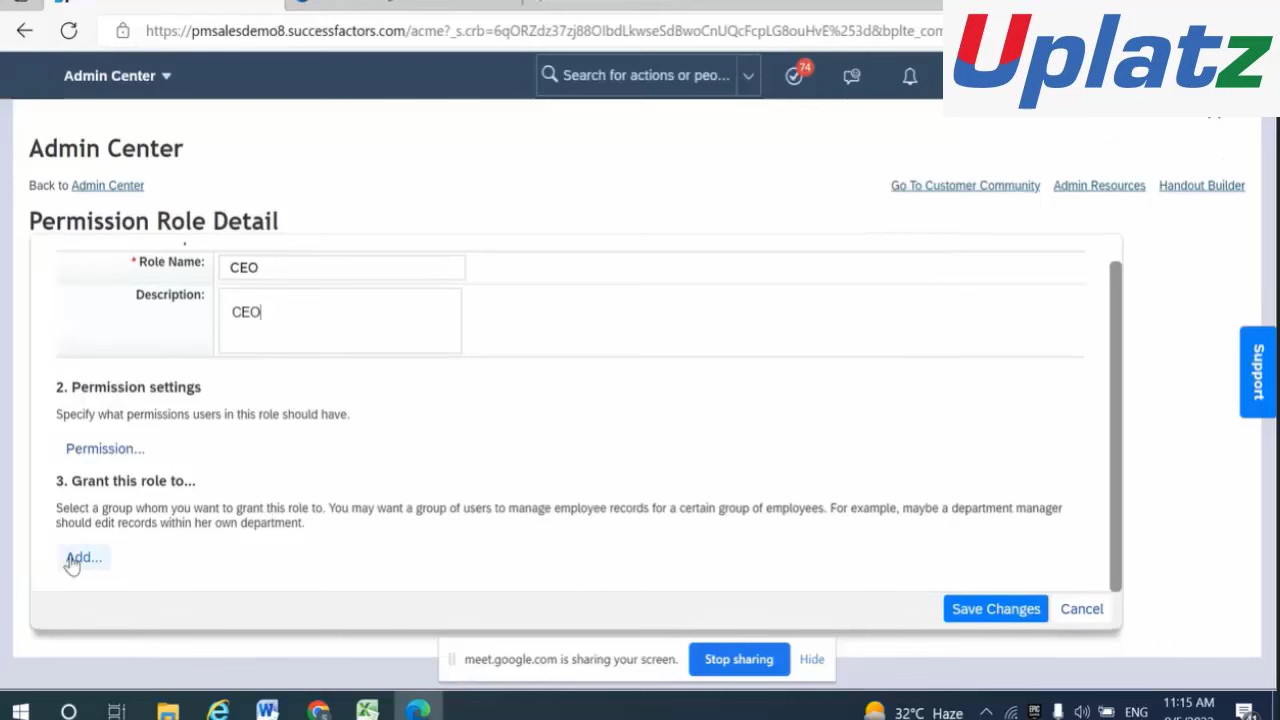 https://pmsalesdemo8.successfactors.com/acme?_s.crb=6qORZdz37zj88OIbdLkwseSdBwoCnUQcFcpLG8ouHvE%253d&bplte_com
Uplatz
Admin Center
Search for actions or peo...
74
Admin Center
Back to Admin Center
Go To Customer Community
Admin Resources
Handout Builder
Permission Role Detail
* Role Name:
CEO
Description:
CEO
2. Permission settings
Specify what permissions users in this role should have.
Permission...
3. Grant this role to...
Select a group whom you want to grant this role to. You may want a group of users to manage employee records for a certain group of employees. For example, maybe a department manager
should edit records within her own department.
Add...
Save Changes
Cancel
Support
meet.google.com is sharing your screen.
Stop sharing
Hide
32°C Haze
ENG
11:15 AM